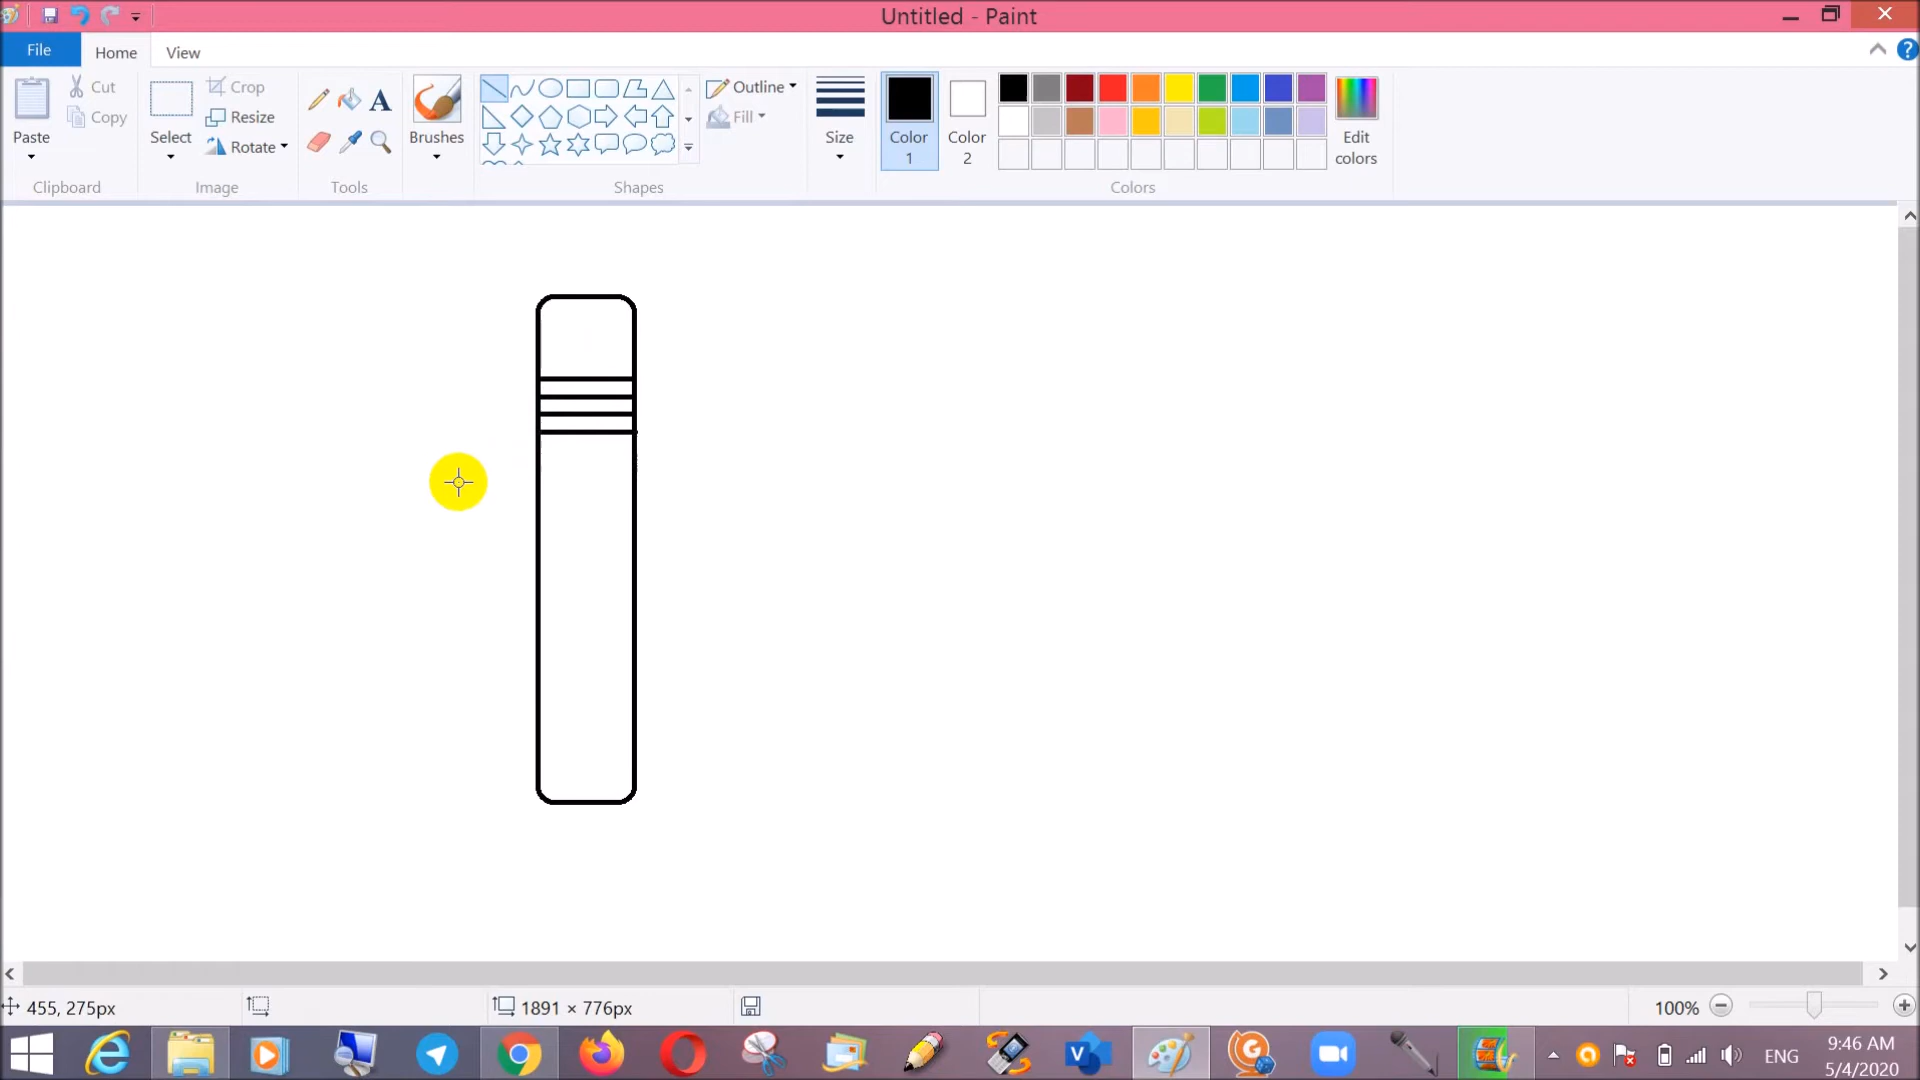 Untitled - Paint
File
Home
View
Paste
Cut
Copy
Clipboard
Select
Crop
Resize
Rotate
Image
A
Tools
Brushes
Shapes
Outline
Fill
Size
Color 1
Color 2
Edit colors
Colors
455, 275px
1891 × 776px
100%
ENG
9:46 AM
5/4/2020